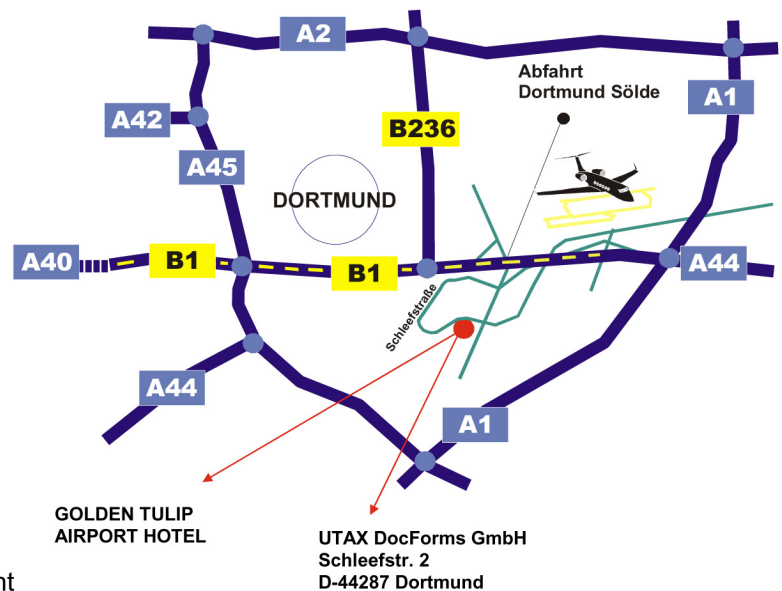 A2
Abfahrt
Dortmund Sölde
A1
A42
B236
A45
DORTMUND
A40
B1
B1
A44
Schleefstraße
A44
A1
GOLDEN TULIP
AIRPORT HOTEL
UTAX DocForms GmbH
Schleefstr. 2
D-44287 Dortmund
nt